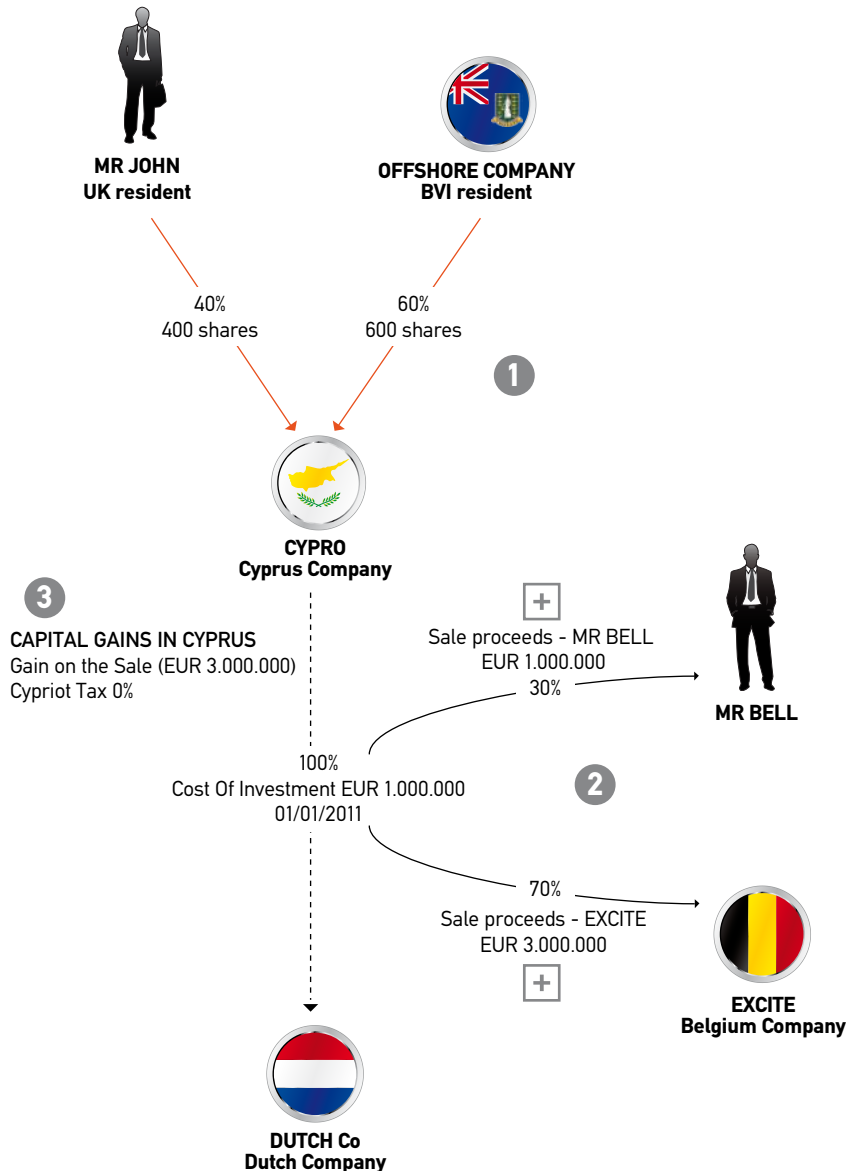 MR JOHN
UK resident
OFFSHORE COMPANY
BVI resident
40%
400 shares
60%
600 shares
1
CYPRO
Cyprus Company
3
CAPITAL GAINS IN CYPRUS
Gain on the Sale (EUR 3.000.000)
Cypriot Tax 0%
+
Sale proceeds - MR BELL
EUR 1.000.000
30%
MR BELL
100%
Cost Of Investment EUR 1.000.000
01/01/2011
2
70%
Sale proceeds - EXCITE
EUR 3.000.000
+
EXCITE
Belgium Company
DUTCH Co
Dutch Company